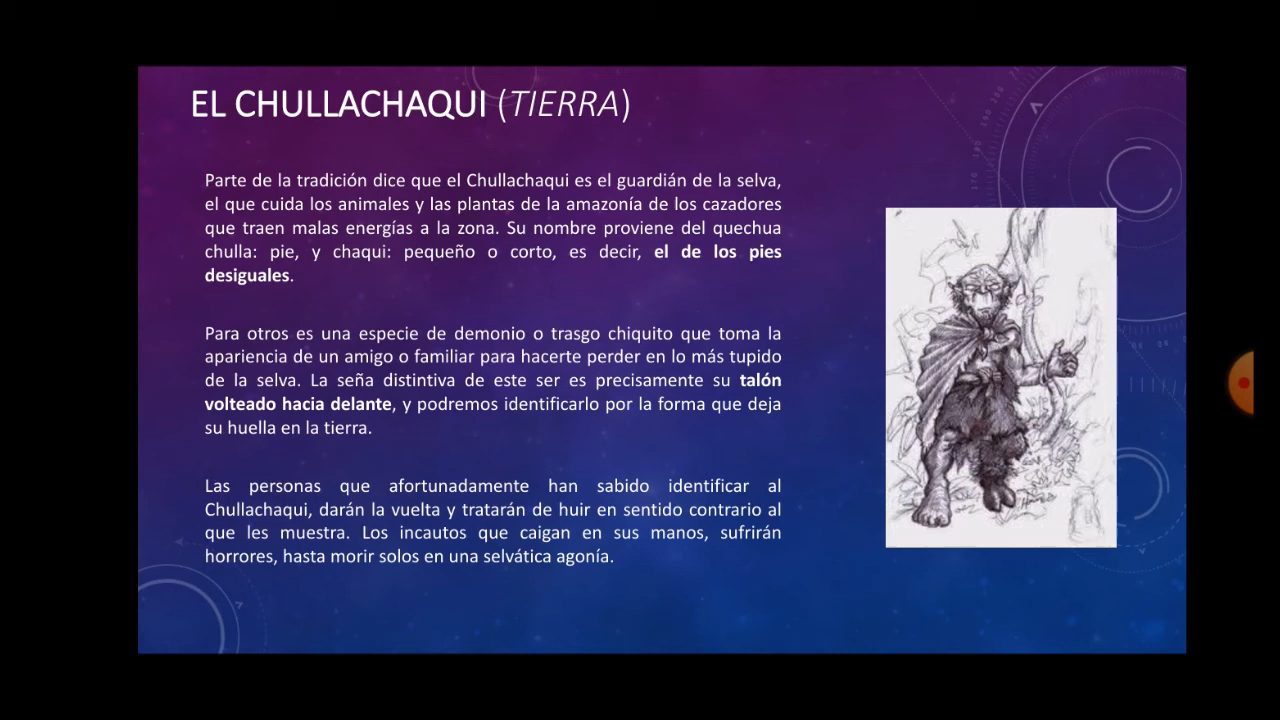 EL CHULLACHAQUI (TIERRA)
Parte de la tradición dice que el Chullachaqui es el guardián de la selva,
el que cuida los animales y las plantas de la amazonía de los cazadores
que traen malas energías a la zona. Su nombre proviene del quechua
chulla: pie, y chaqui: pequeño o corto, es decir, el de los pies
desiguales.
Para otros es una especie de demonio o trasgo chiquito que toma la
apariencia de un amigo o familiar para hacerte perder en lo más tupido
de la selva. La seña distintiva de este ser es precisamente su talón
volteado hacia delante, y podremos identificarlo por la forma que deja
su huella en la tierra.
Las personas que afortunadamente han sabido identificar al
Chullachaqui, darán la vuelta y tratarán de huir en sentido contrario al
que les muestra. Los incautos que caigan en sus manos, sufrirán
horrores, hasta morir solos en una selvática agonía.